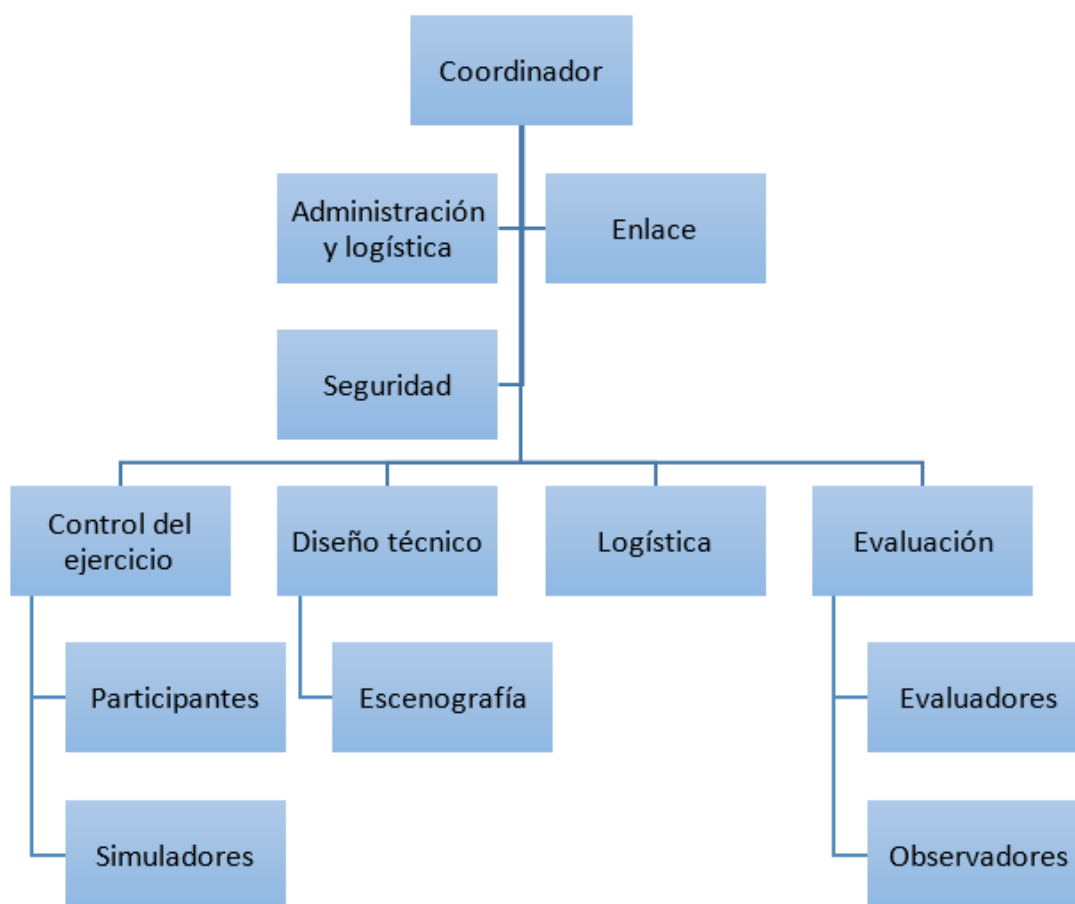 Coordinador
Administración
y logística
Enlace
Seguridad
Control del
ejercicio
Diseño técnico
Logística
Evaluación
Participantes
Escenografía
Evaluadores
Simuladores
Observadores